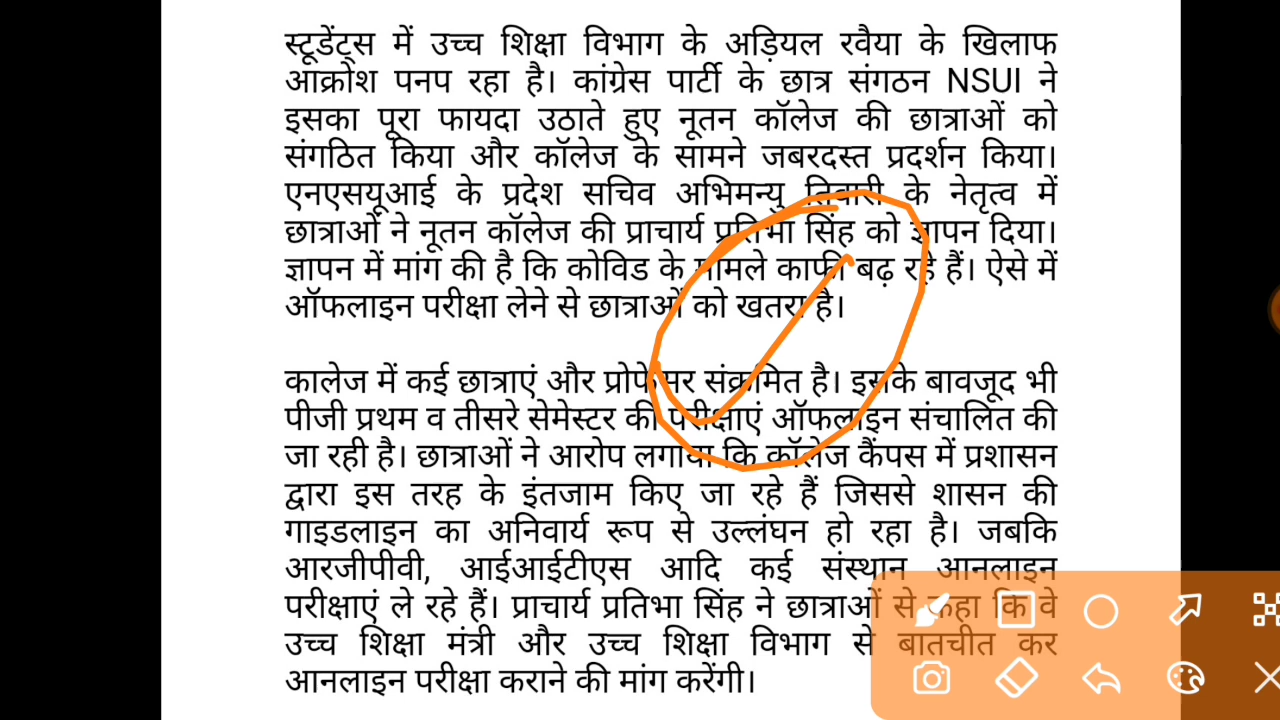 स्टूडेंट्स में उच्च शिक्षा विभाग के अड़ियल रवैया के खिलाफ
आक्रोश पनप रहा है। कांग्रेस पार्टी के छात्र संगठन NSUI ने
इसका पूरा फायदा उठाते हुए नूतन कॉलेज की छात्राओं को
संगठित किया और कॉलेज के सामने जबरदस्त प्रदर्शन किया।
एनएसयूआई के प्रदेश सचिव अभिमन्यु तिवारी के नेतृत्व में
छात्राओं ने नूतन कॉलेज की प्राचार्य प्रतिभा सिंह को ज्ञापन दिया।
ज्ञापन में मांग की है कि कोविड के मामले काफी बढ़ रहे हैं। ऐसे में
ऑफलाइन परीक्षा लेने से छात्राओं को खतरा है।
कालेज में कई छात्राएं और प्रोफेसर संक्रमित है। इसके बावजूद भी
पीजी प्रथम व तीसरे सेमेस्टर की परीक्षाएं ऑफलाइन संचालित की
जा रही है। छात्राओं ने आरोप लगाया कि कॉलेज कैंपस में प्रशासन
द्वारा इस तरह के इंतजाम किए जा रहे हैं जिससे शासन की
गाइडलाइन का अनिवार्य रूप से उल्लंघन हो रहा है। जबकि
आरजीपीवी, आईआईटीएस आदि कई संस्थान आनलाइन
परीक्षाएं ले रहे हैं। प्राचार्य प्रतिभा सिंह ने छात्राओं से कहा कि वे
उच्च शिक्षा मंत्री और उच्च शिक्षा विभाग से बातचीत कर
आनलाइन परीक्षा कराने की मांग करेंगी।